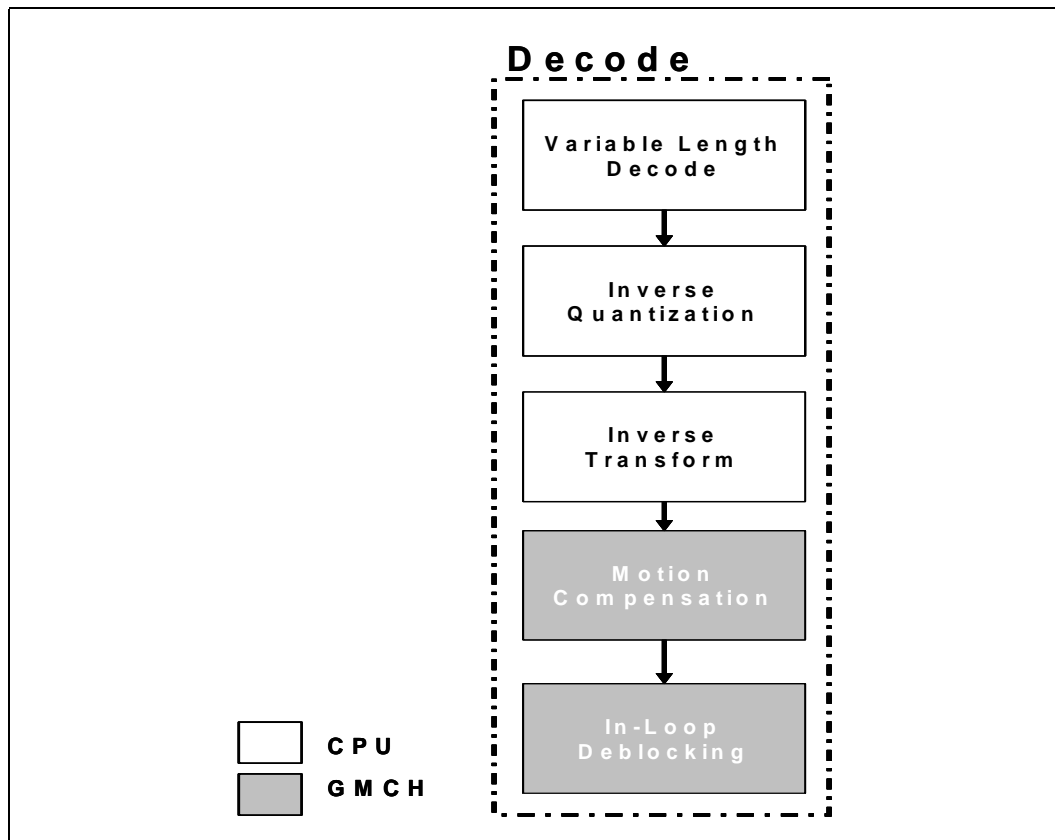 Decode
Variable Length
Decode
Inverse
Quantization
Inverse
Transform
Motion
Compensation
In-Loop
Deblocking
CPU
GMCH